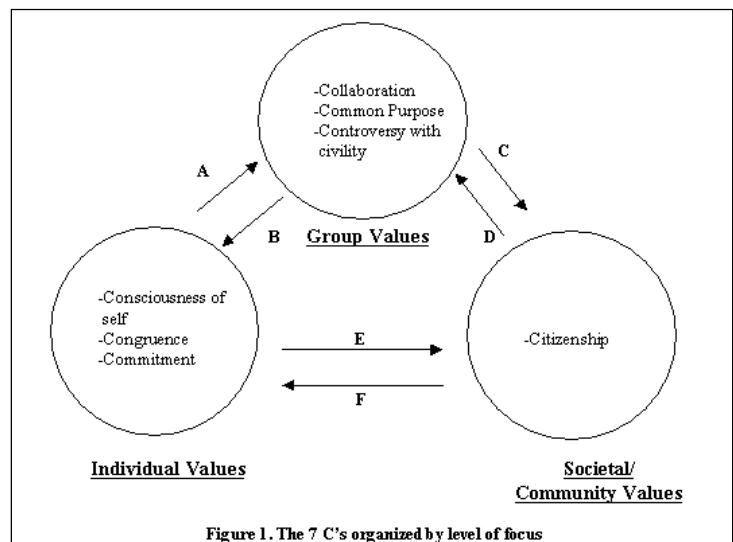 -Collaboration
-Common Purpose
-Controversy with
civility
A
C
B
D
Group Values
-Consciousness of
self
-Congruence
-Commitment
E
-Citizenship
F
Individual Values
Societal/
Community Values
Figure 1. The 7 C's organized by level of focus